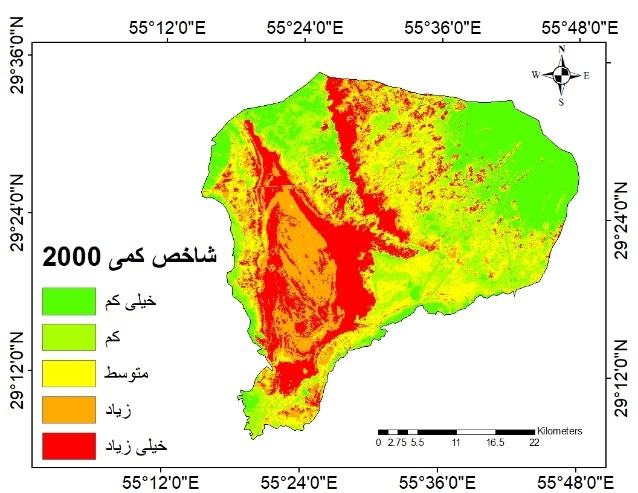 55°12'0"E 55°24'0"E 55°36'0"E 55°48'0"E
29°36'0"N 29°36'0"N
N
W E
S
29°24'0"N 29°24'0"N
شاخص کمی 2000
خیلی کم
کم
متوسط
زیاد
خیلی زیاد
29°12'0"N 29°12'0"N
Kilometers
0 2.75 5.5 11 16.5 22
55°12'0"E 55°24'0"E 55°36'0"E 55°48'0"E